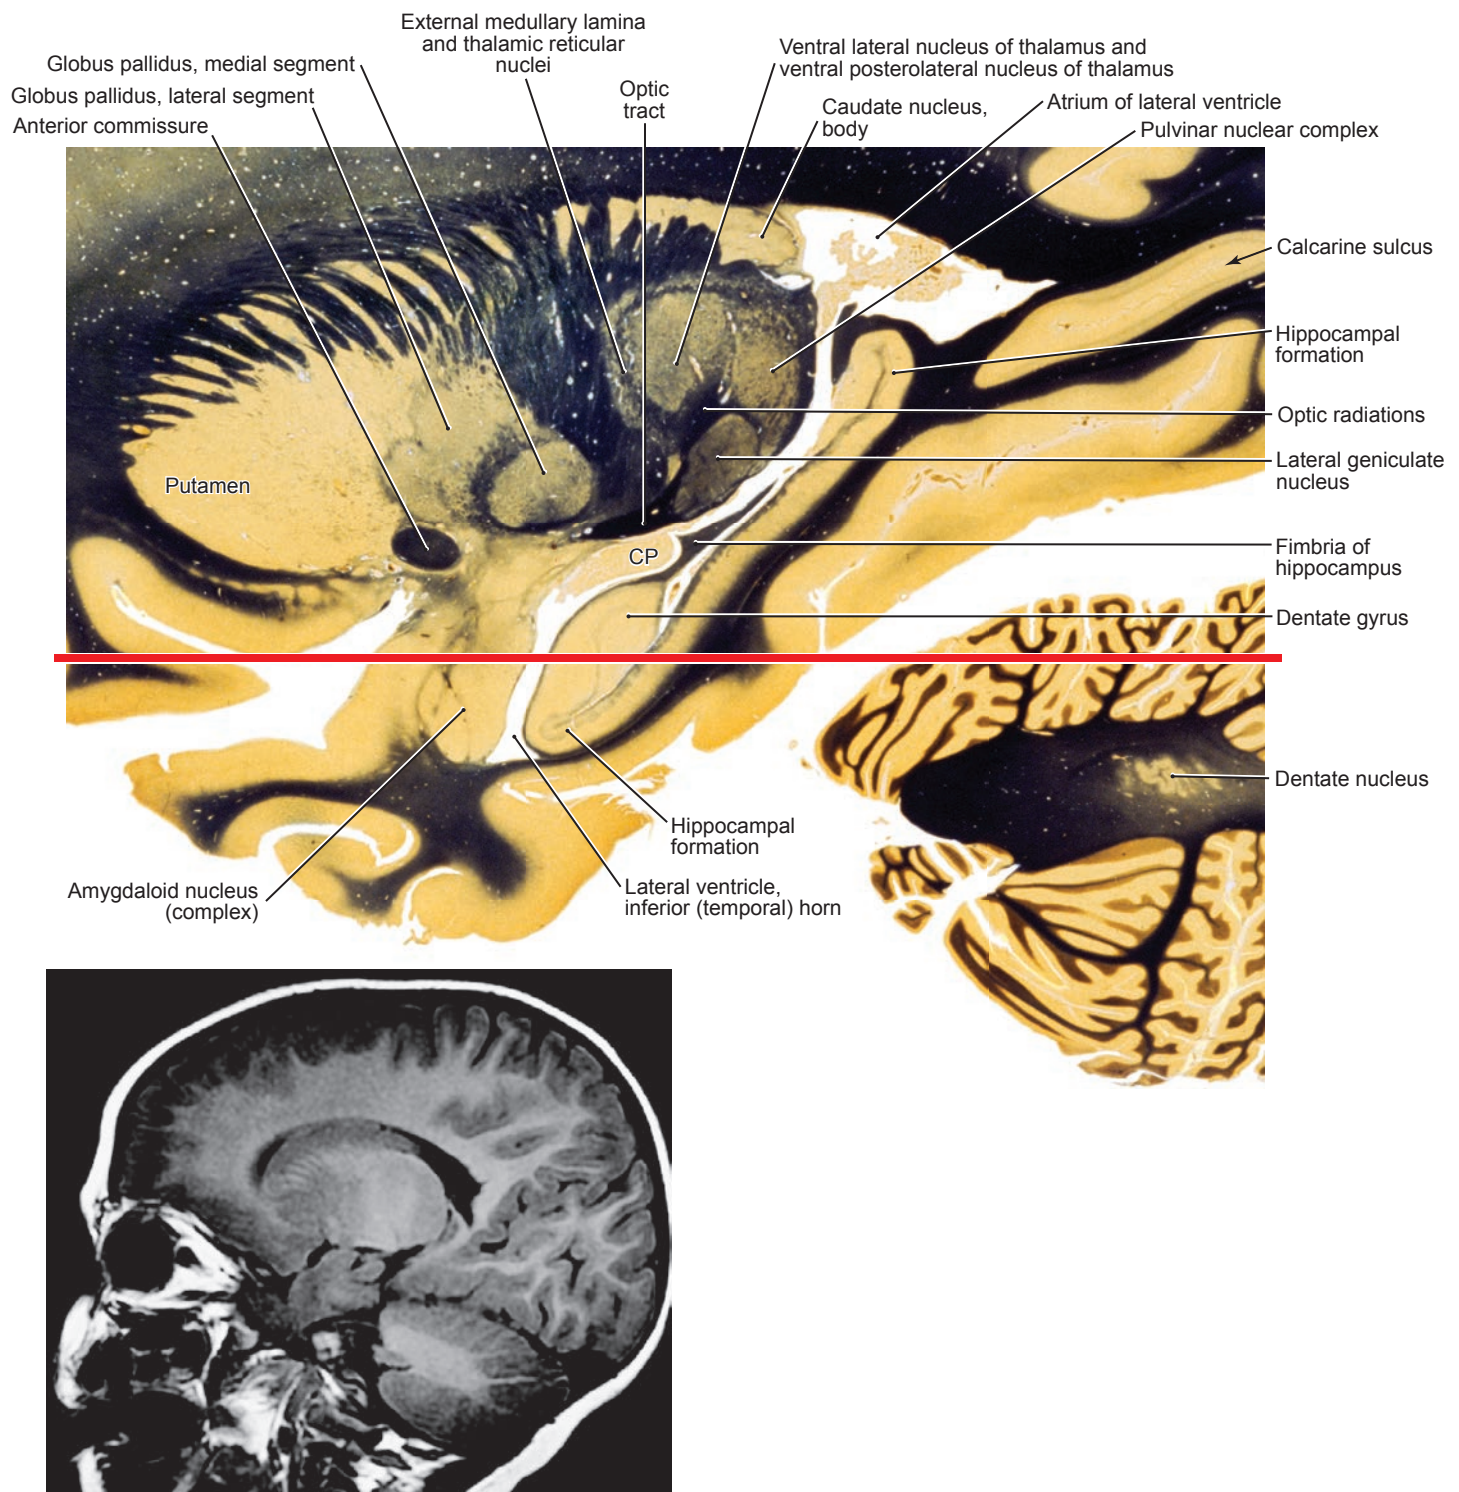 External medullary lamina
and thalamic reticular
nuclei
Ventral lateral nucleus of thalamus and
ventral posterolateral nucleus of thalamus
Globus pallidus, medial segment
Optic
tract
Globus pallidus, lateral segment
Caudate nucleus,
body
Atrium of lateral ventricle
Anterior commissure
Pulvinar nuclear complex
Calcarine sulcus
Hippocampal
formation
Optic radiations
Lateral geniculate
nucleus
Putamen
CP
Fimbria of
hippocampus
Dentate gyrus
Dentate nucleus
Hippocampal
formation
Amygdaloid nucleus
(complex)
Lateral ventricle,
inferior (temporal) horn